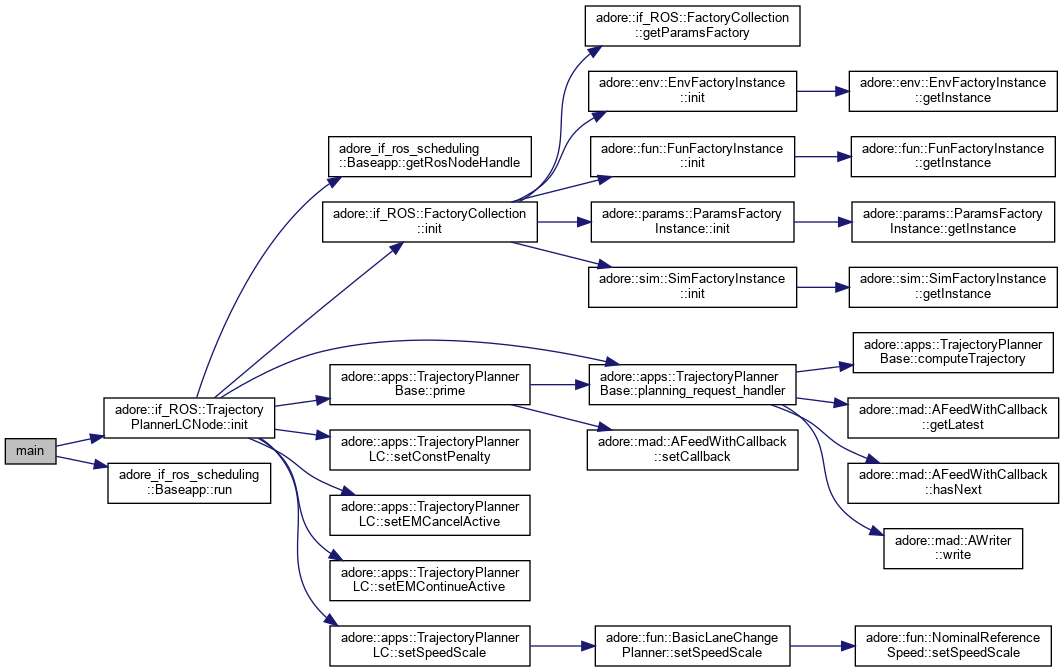 main
adore::if_ROS::Trajectory
PlannerLCNode::init
adore_if_ros_scheduling
::Baseapp::run
adore_if_ros_scheduling
::Baseapp::getRosNodeHandle
adore::if_ROS::FactoryCollection
::init
adore::apps::TrajectoryPlanner
Base::prime
adore::apps::TrajectoryPlanner
LC::setConstPenalty
adore::apps::TrajectoryPlanner
LC::setEMCancelActive
adore::apps::TrajectoryPlanner
LC::setEMContinueActive
adore::apps::TrajectoryPlanner
LC::setSpeedScale
adore::if_ROS::FactoryCollection
::getParamsFactory
adore::env::EnvFactoryInstance
::init
adore::fun::FunFactoryInstance
::init
adore::params::ParamsFactory
Instance::init
adore::sim::SimFactoryInstance
::init
adore::apps::TrajectoryPlanner
Base::planning_request_handler
adore::mad::AFeedWithCallback
::setCallback
adore::fun::BasicLaneChange
Planner::setSpeedScale
adore::env::EnvFactoryInstance
::getInstance
adore::fun::FunFactoryInstance
::getInstance
adore::params::ParamsFactory
Instance::getInstance
adore::sim::SimFactoryInstance
::getInstance
adore::apps::TrajectoryPlanner
Base::computeTrajectory
adore::mad::AFeedWithCallback
::getLatest
adore::mad::AFeedWithCallback
::hasNext
adore::mad::AWriter
::write
adore::fun::NominalReference
Speed::setSpeedScale